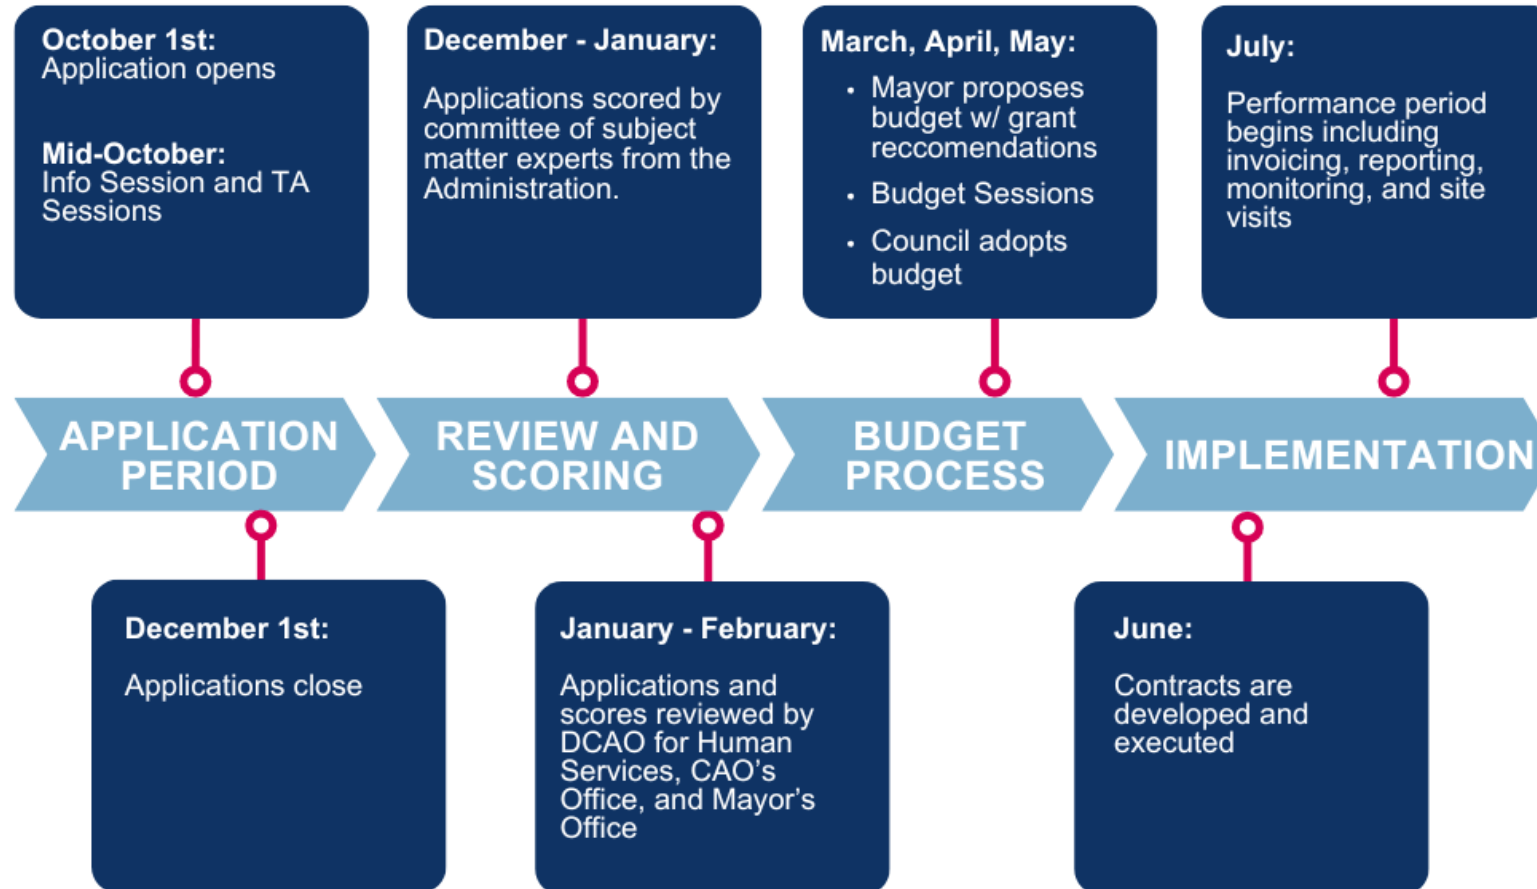 October 1st:
Application opens
Mid-October:
Info Session and TA
Sessions
December - January:
Applications scored by
committee of subject
matter experts from the
Administration.
March, April, May:
• Mayor proposes
budget w/ grant
reccomendations
• Budget Sessions
• Council adopts
budget
July:
Performance period
begins including
invoicing, reporting,
monitoring, and site
visits
APPLICATION
PERIOD
REVIEW AND
SCORING
BUDGET
PROCESS
IMPLEMENTATION
December 1st:
Applications close
January - February:
Applications and
scores reviewed by
DCAO for Human
Services, CAO’s
Office, and Mayor’s
Office
June:
Contracts are
developed and
executed